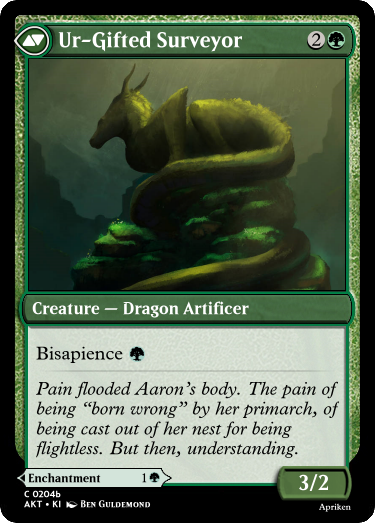 Ur-Gifted Surveyor 2
Creature — Dragon Artificer
Bisapience
Pain flooded Aaron's body. The pain of
being "born wrong" by her primarch, of
being cast out of her nest for being
flightless. But then, understanding.
Enchantment 1
3/2
C 0204b
AKT • KI Ben Guldemond
Apriken